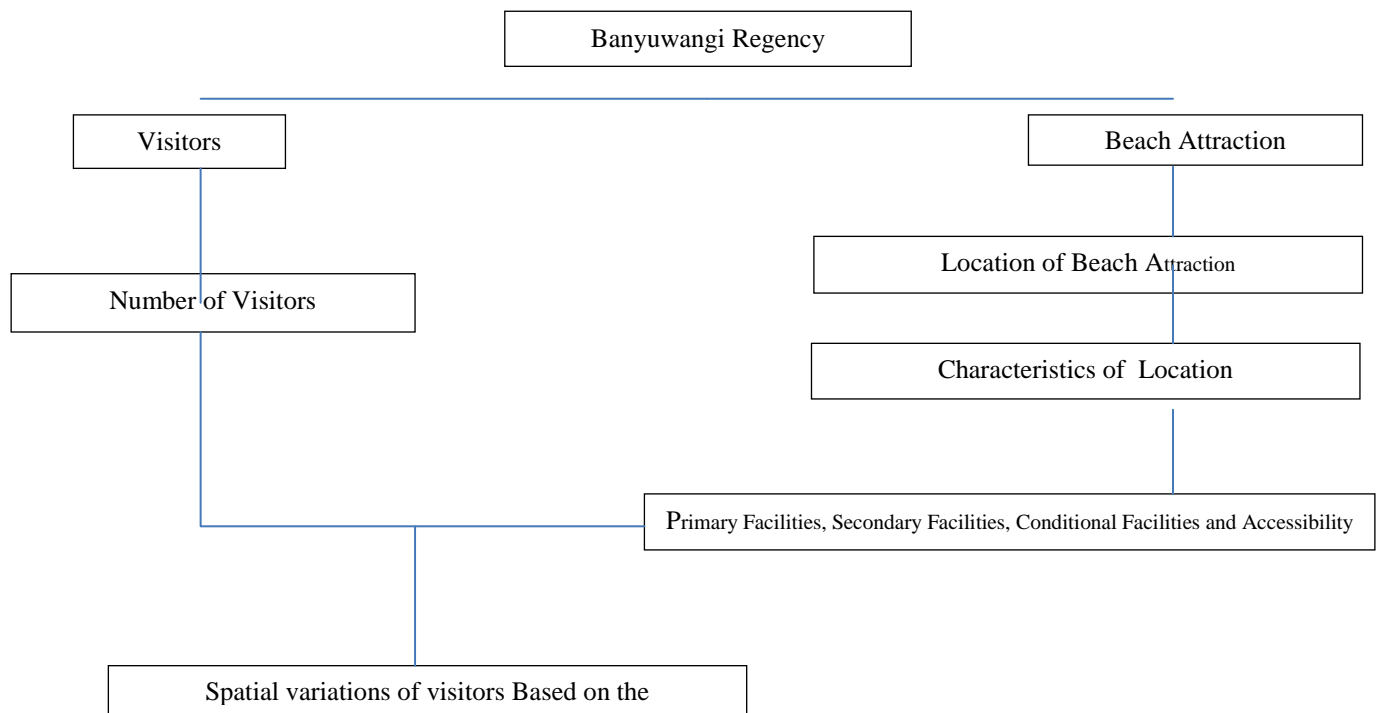 Banyuwangi Regency
Visitors
Beach Attraction
Location of Beach Attraction
Number of Visitors
Characteristics of Location
Primary Facilities, Secondary Facilities, Conditional Facilities and Accessibility
Spatial variations of visitors Based on the